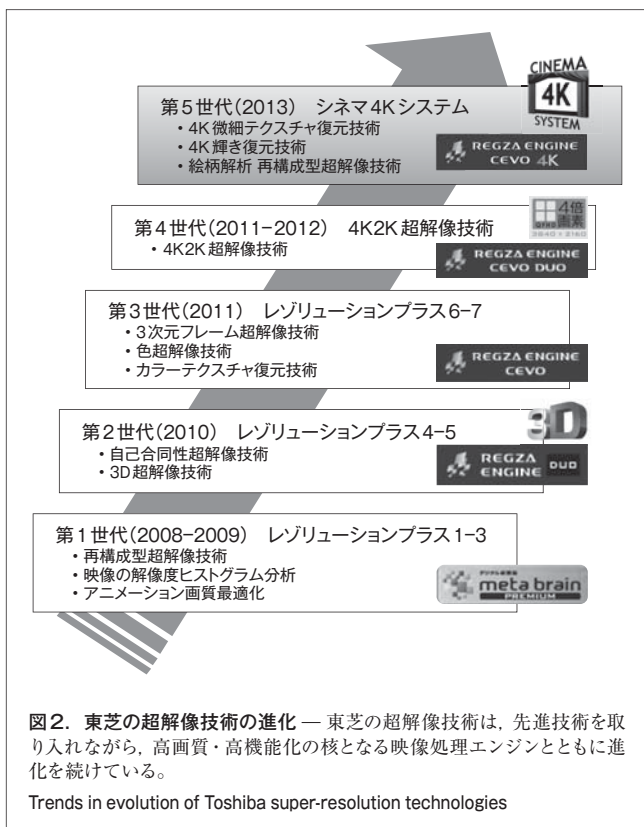 CINEMA
4K
SYSTEM
第5世代（2013） シネマ4Kシステム
・4K微細テクスチャ復元技術
・4K輝き復元技術
・絵柄解析 再構成型超解像技術
REGZA ENGINE
CEVO 4K
第4世代（2011−2012） 4K2K超解像技術
・4K2K超解像技術
4倍
画素
3840×2160
REGZA ENGINE
CEVO DUO
第3世代（2011） レゾリューションプラス6−7
・3次元フレーム超解像技術
・色超解像技術
・カラーテクスチャ復元技術
REGZA ENGINE
CEVO
第2世代（2010） レゾリューションプラス4−5
・自己合同性超解像技術
・3D超解像技術
3D
REGZA
ENGINE DUO
第1世代（2008−2009） レゾリューションプラス1−3
・再構成型超解像技術
・映像の解像度ヒストグラム分析
・アニメーション画質最適化
meta brain
PREMIUM
図2．東芝の超解像技術の進化 — 東芝の超解像技術は，先進技術を取
り入れながら，高画質・高機能化の核となる映像処理エンジンとともに進
化を続けている。
Trends in evolution of Toshiba super-resolution technologies